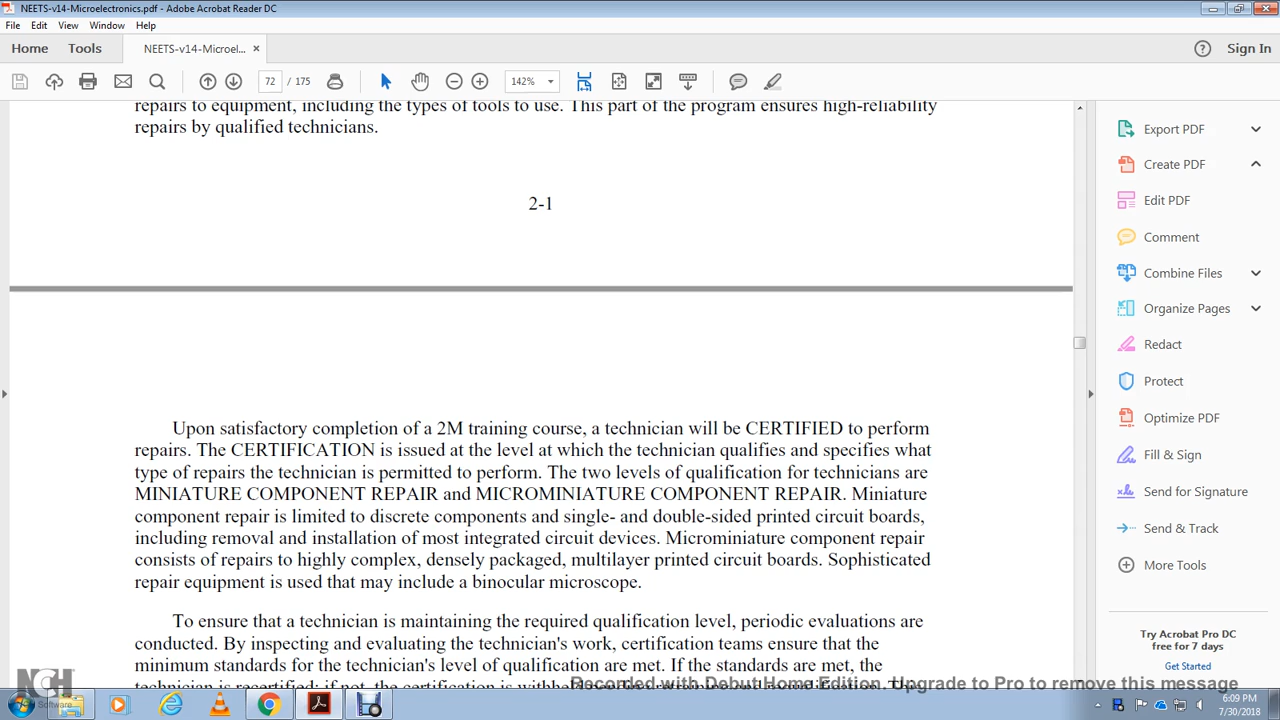 NEETS-v14-Microelectronics.pdf - Adobe Acrobat Reader DC
File Edit View Window Help
Home Tools NEETS-v14-Microel... × Sign In
72 / 175 142%
repairs to equipment, including the types of tools to use. This part of the program ensures high-reliability
repairs by qualified technicians.
2-1
Upon satisfactory completion of a 2M training course, a technician will be CERTIFIED to perform
repairs. The CERTIFICATION is issued at the level at which the technician qualifies and specifies what
type of repairs the technician is permitted to perform. The two levels of qualification for technicians are
MINIATURE COMPONENT REPAIR and MICROMINIATURE COMPONENT REPAIR. Miniature
component repair is limited to discrete components and single- and double-sided printed circuit boards,
including removal and installation of most integrated circuit devices. Microminiature component repair
consists of repairs to highly complex, densely packaged, multilayer printed circuit boards. Sophisticated
repair equipment is used that may include a binocular microscope.
To ensure that a technician is maintaining the required qualification level, periodic evaluations are
conducted. By inspecting and evaluating the technician's work, certification teams ensure that the
minimum standards for the technician's level of qualification are met. If the standards are met, the
technician is recertified; if not, the certification is withheld
Export PDF
Create PDF
Edit PDF
Comment
Combine Files
Organize Pages
Redact
Protect
Optimize PDF
Fill & Sign
Send for Signature
Send & Track
More Tools
Try Acrobat Pro DC
free for 7 days
Get Started
Recorded with Debut Home Edition. Upgrade to Pro to remove this message
NCH
Software
6:09 PM
7/30/2018